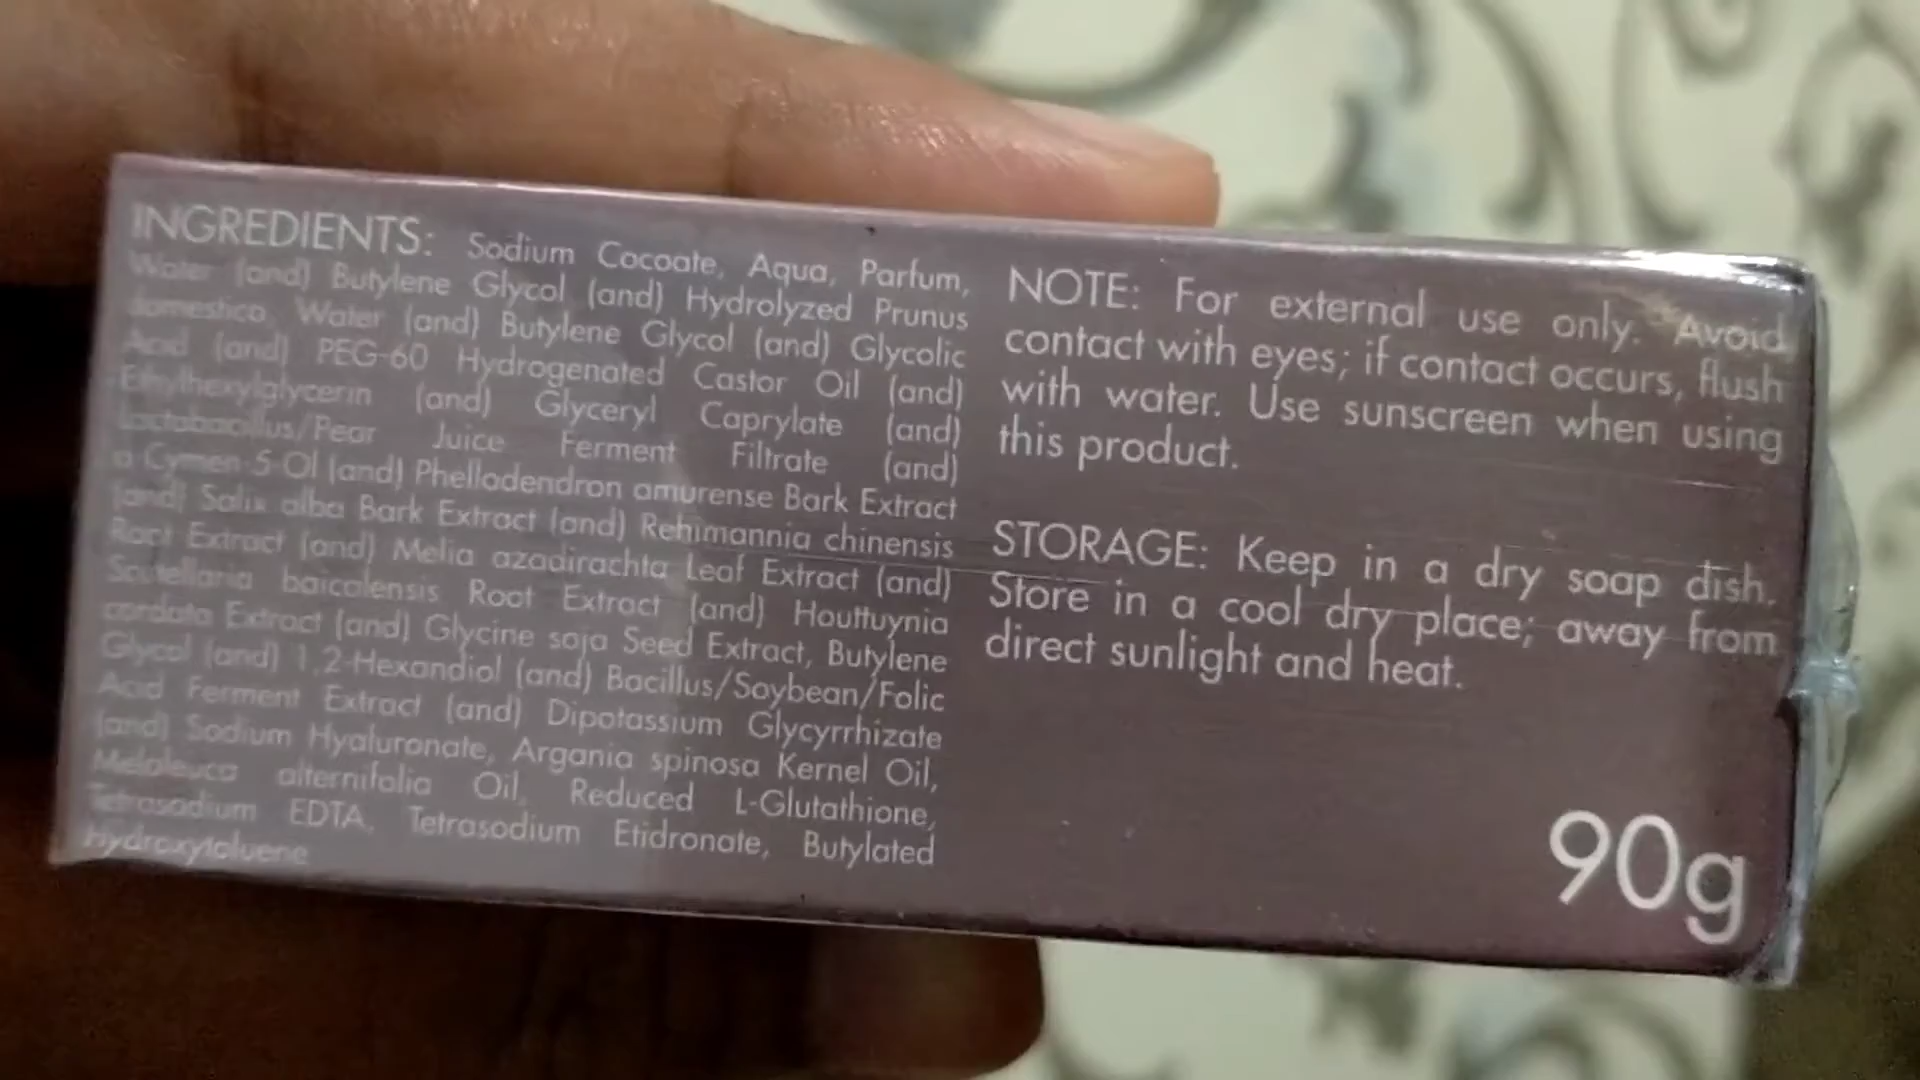 INGREDIENTS: Sodium Cocoate, Aqua, Parfum,
Water (and) Butylene Glycol (and) Hydrolyzed Prunus
domestica, Water (and) Butylene Glycol (and) Glycolic
Acid (and) PEG-60 Hydrogenated Castor Oil (and)
Ethylhexylglycerin (and) Glyceryl Caprylate (and)
Lactobacillus/Pear Juice Ferment Filtrate (and)
o Cymen-5-Ol (and) Phellodendron amurense Bark Extract
(and) Salix alba Bark Extract (and) Rehmannia chinensis
Root Extract (and) Melia azadirachta Leaf Extract (and)
Scutellaria baicalensis Root Extract (and) Houttuynia
cordata Extract (and) Glycine soja Seed Extract, Butylene
Glycol (and) 1,2-Hexandiol (and) Bacillus/Soybean/Folic
Acid Ferment Extract (and) Dipotassium Glycyrrhizate
(and) Sodium Hyaluronate, Argania spinosa Kernel Oil,
Melaleuca alternifolia Oil, Reduced L-Glutathione,
Tetrasodium EDTA, Tetrasodium Etidronate, Butylated
Hydroxytoluene
NOTE: For external use only. Avoid
contact with eyes; if contact occurs, flush
with water. Use sunscreen when using
this product.
STORAGE: Keep in a dry soap dish.
Store in a cool dry place; away from
direct sunlight and heat.
90g